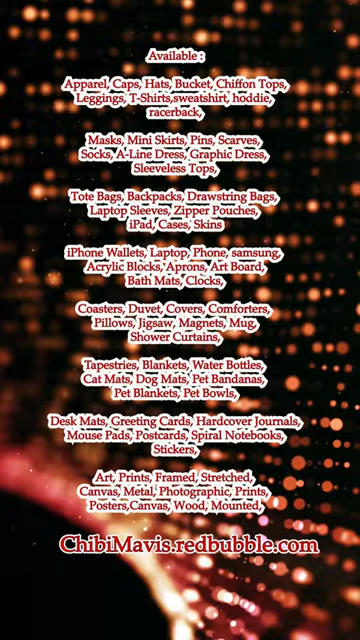 Available :
Apparel, Caps, Hats, Bucket, Chiffon Tops,
Leggings, T-Shirts,sweatshirt, hoddie,
racerback,
Masks, Mini Skirts, Pins, Scarves,
Socks, A-Line Dress, Graphic Dress,
Sleeveless Tops,
Tote Bags, Backpacks, Drawstring Bags,
Laptop Sleeves, Zipper Pouches,
iPad, Cases, Skins
iPhone Wallets, Laptop, Phone, samsung,
Acrylic Blocks, Aprons, Art Board,
Bath Mats, Clocks,
Coasters, Duvet, Covers, Comforters,
Pillows, Jigsaw, Magnets, Mug,
Shower Curtains,
Tapestries, Blankets, Water Bottles,
Cat Mats, Dog Mats, Pet Bandanas,
Pet Blankets, Pet Bowls,
Desk Mats, Greeting Cards, Hardcover Journals,
Mouse Pads, Postcards, Spiral Notebooks,
Stickers,
Art, Prints, Framed, Stretched,
Canvas, Metal, Photographic, Prints,
Posters,Canvas, Wood, Mounted,
ChibiMavis.redbubble.com